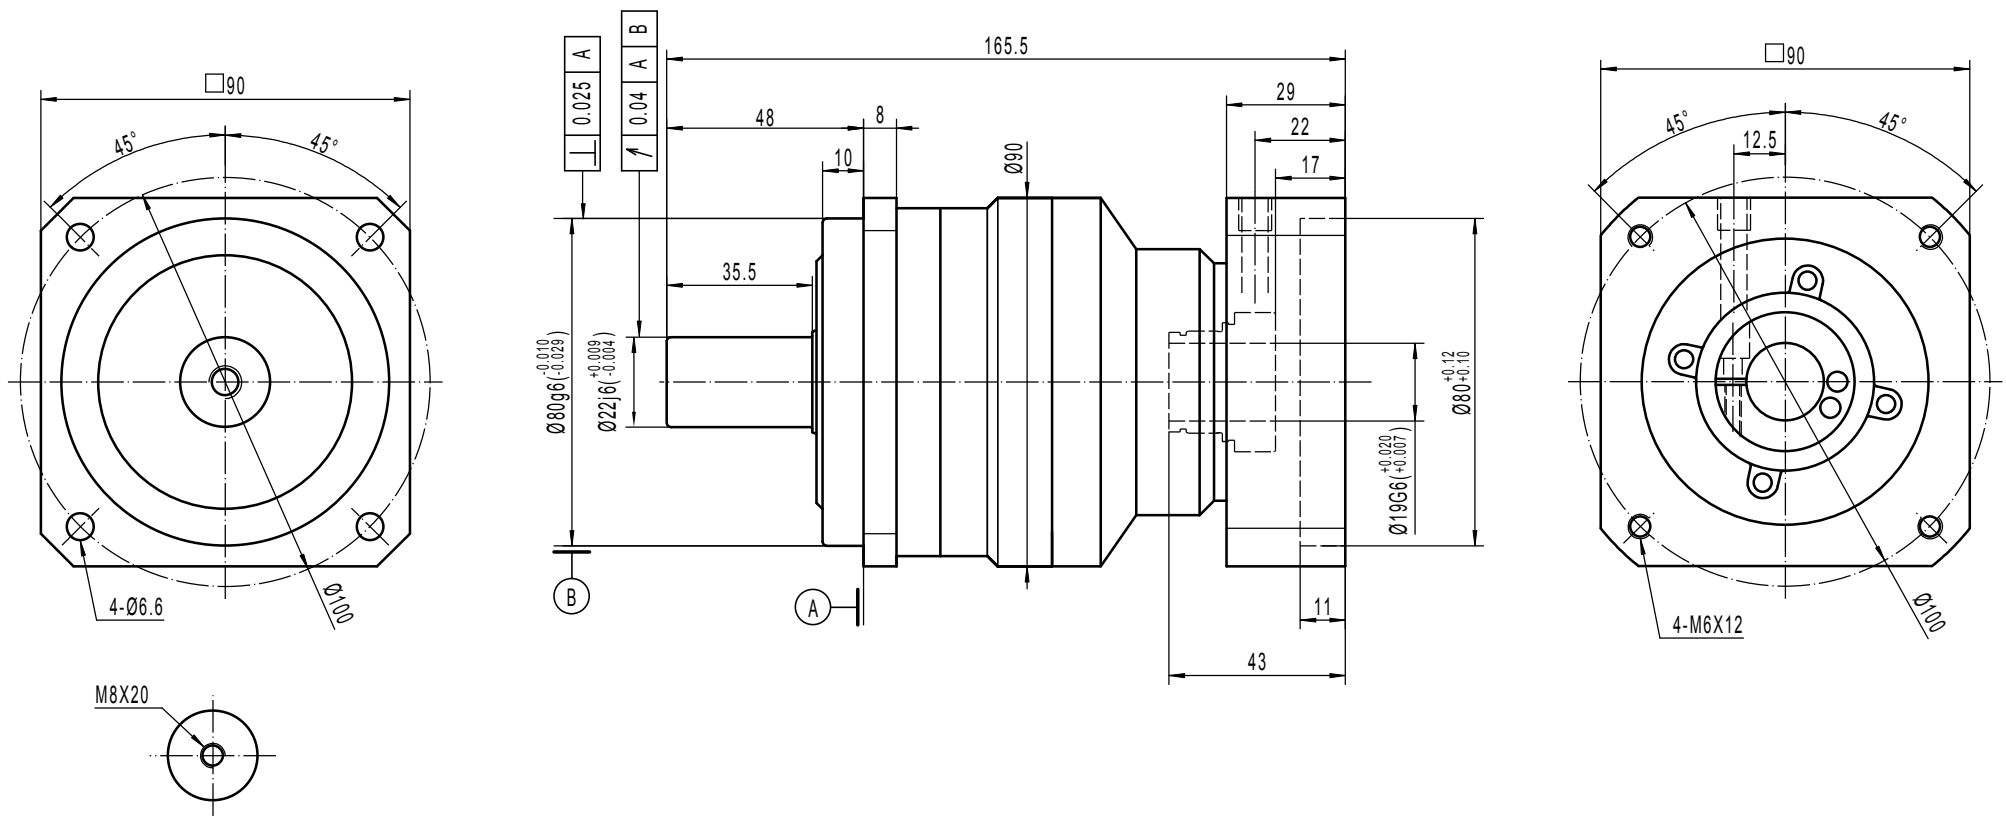 □90
45°
45°
4-Ø6.6
Ø100
M8X20
⊥ 0.025 A
↗ 0.04 A B
165.5
48
8
10
35.5
Ø90
29
22
17
Ø80g6(-0.010/-0.029)
Ø22j6(+0.009/-0.004)
Ø80+0.12/+0.10
Ø19G6(+0.020/+0.007)
B
A
11
43
□90
45°
45°
12.5
4-M6X12
Ø100